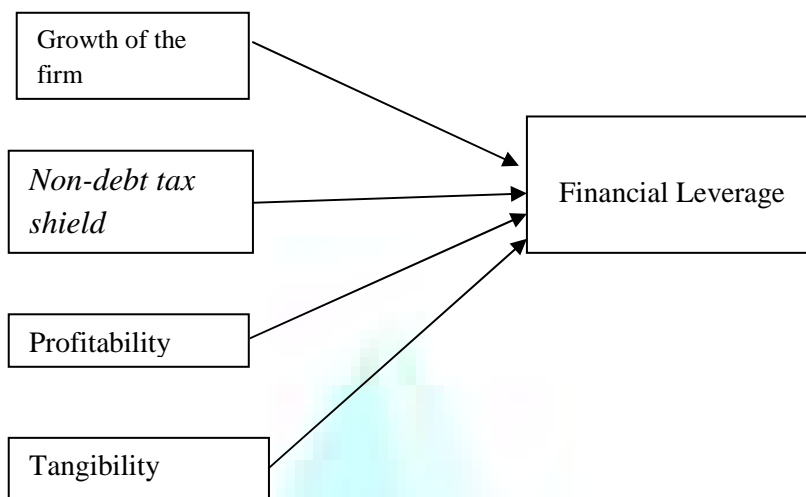 Growth of the
firm
Non-debt tax
shield
Financial Leverage
Profitability
Tangibility